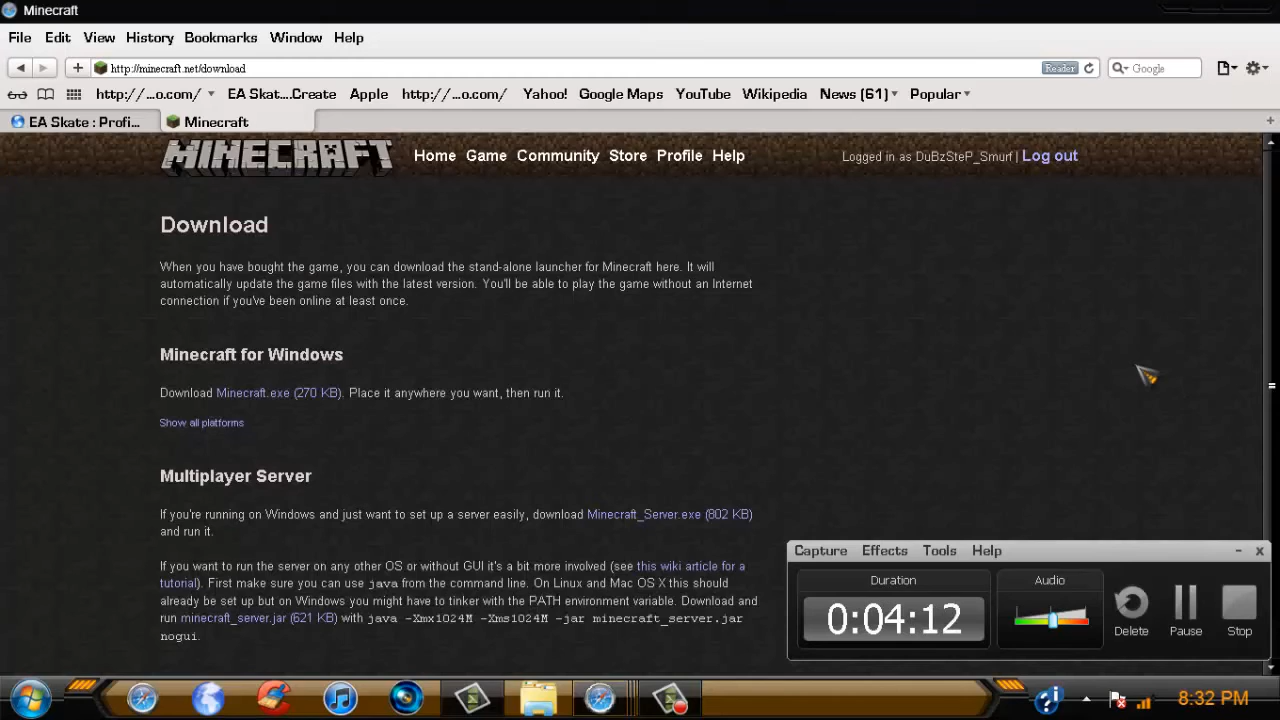 Minecraft
File Edit View History Bookmarks Window Help
http://minecraft.net/download Reader Google
http://...o.com/ EA Skat....Create Apple http://...o.com/ Yahoo! Google Maps YouTube Wikipedia News (61) Popular
EA Skate : Profi... Minecraft
MINECRAFT Home Game Community Store Profile Help Logged in as DuBzSteP_Smurf | Log out
Download
When you have bought the game, you can download the stand-alone launcher for Minecraft here. It will
automatically update the game files with the latest version. You'll be able to play the game without an Internet
connection if you've been online at least once.
Minecraft for Windows
Download Minecraft.exe (270 KB). Place it anywhere you want, then run it.
Show all platforms
Multiplayer Server
If you're running on Windows and just want to set up a server easily, download Minecraft_Server.exe (802 KB)
and run it.
If you want to run the server on any other OS or without GUI it's a bit more involved (see this wiki article for a
tutorial). First make sure you can use java from the command line. On Linux and Mac OS X this should
already be set up but on Windows you might have to tinker with the PATH environment variable. Download and
run minecraft_server.jar (621 KB) with java -Xmx1024M -Xms1024M -jar minecraft_server.jar
nogui.
Capture Effects Tools Help
Duration Audio
0:04:12
Delete Pause Stop
8:32 PM